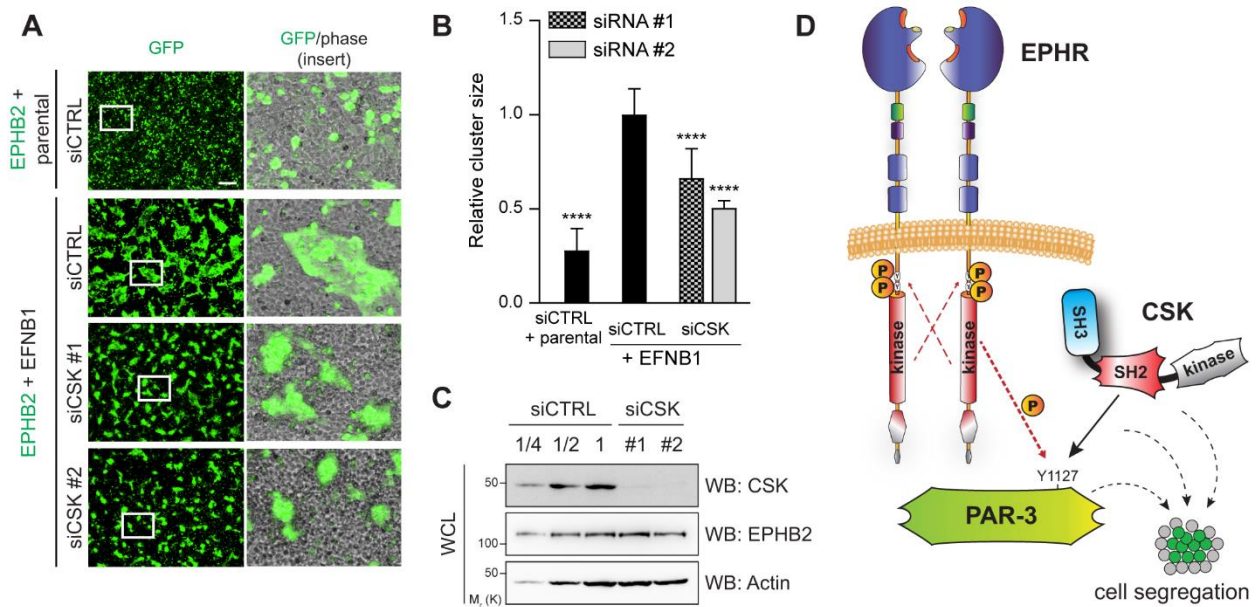 A
GFP
GFP/phase
(insert)
EPHB2 +
parental
siCTRL
EPHB2 + EFNB1
siCTRL
siCSK #1
siCSK #2
B
Relative cluster size
1.5
1.0
0.5
0.0
siRNA #1
siRNA #2
****
****
****
siCTRL
+ parental
siCTRL
siCSK
+ EFNB1
C
siCTRL
siCSK
1/4
1/2
1
#1
#2
WCL
50
WB: CSK
100
WB: EPHB2
50
WB: Actin
Mr (K)
D
EPHR
P
P
P
P
kinase
kinase
P
SH3
CSK
SH2
kinase
Y1127
PAR-3
cell segregation